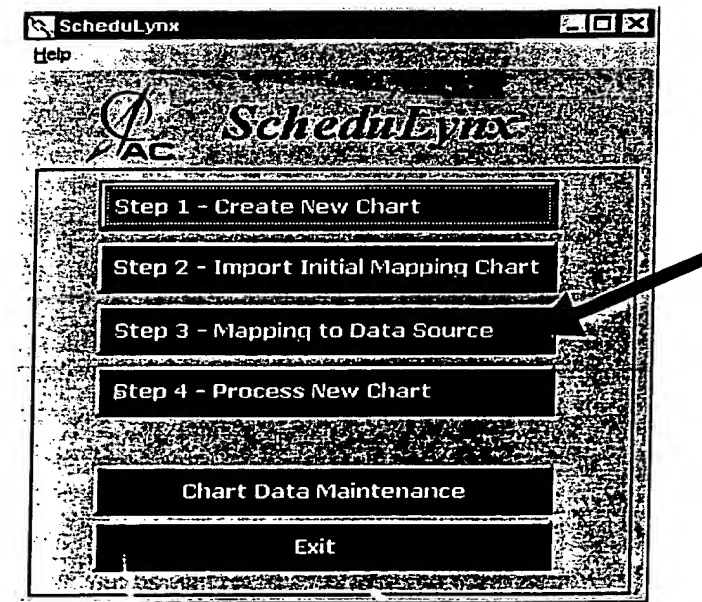 ScheduLynx
Help
AC
ScheduLynx
Step 1 - Create New Chart
Step 2 - Import Initial Mapping Chart
Step 3 - Mapping to Data Source
Step 4 - Process New Chart
Chart Data Maintenance
Exit